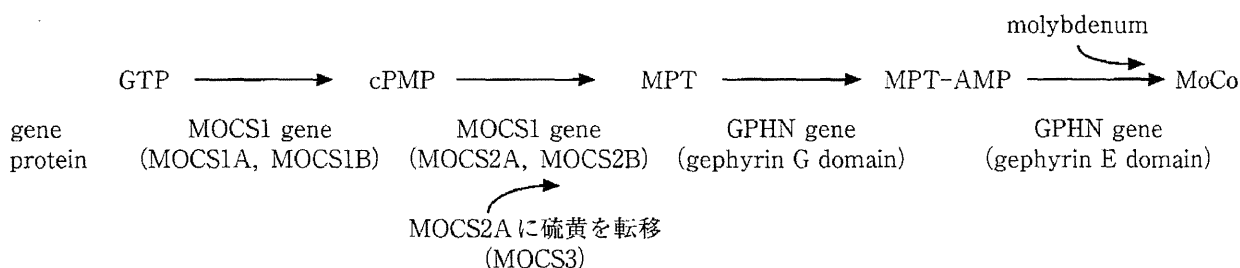 molybdenum
GTP cPMP MPT MPT-AMP MoCo
gene MOCS1 gene MOCS1 gene GPHN gene GPHN gene
protein (MOCS1A, MOCS1B) (MOCS2A, MOCS2B) (gephyrin G domain) (gephyrin E domain)
MOCS2Aに硫黄を転移
(MOCS3)